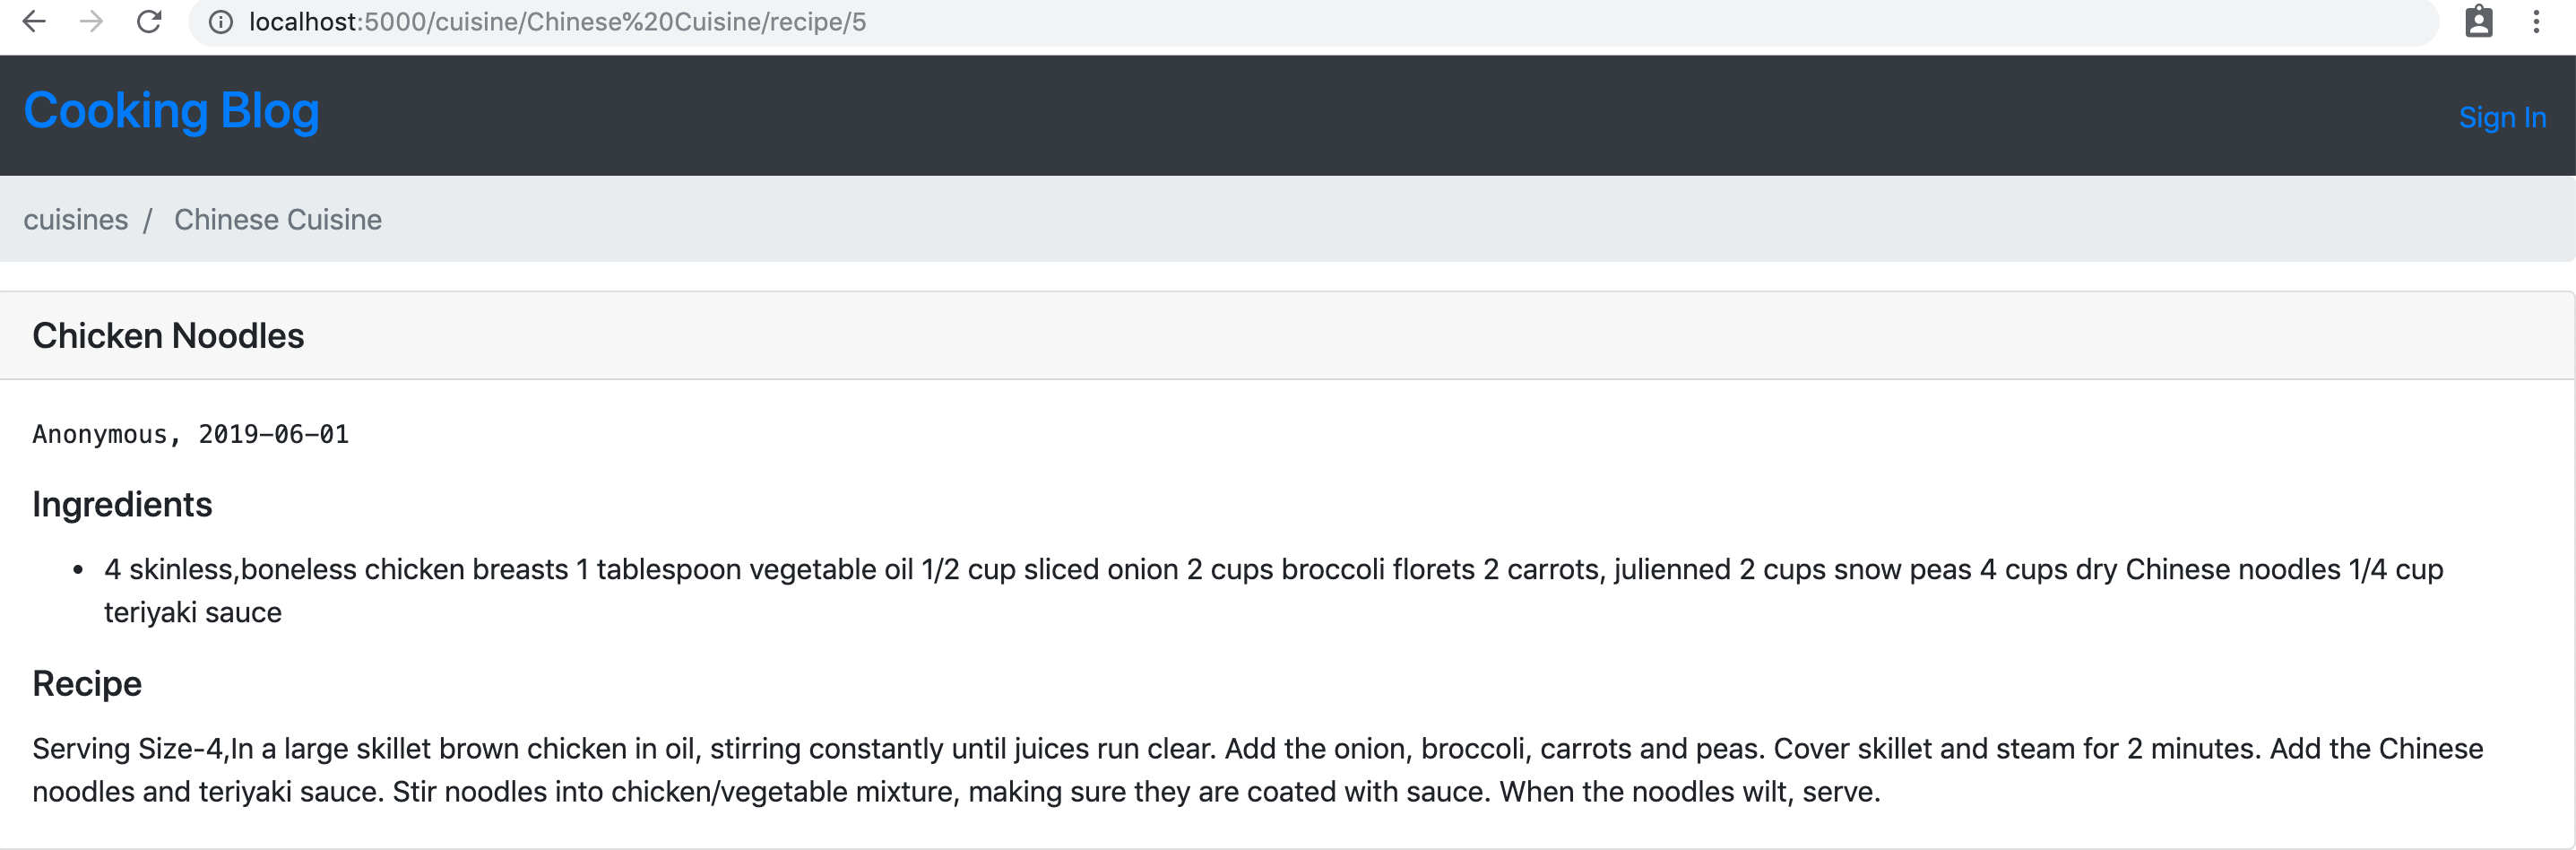 localhost:5000/cuisine/Chinese%20Cuisine/recipe/5
Cooking Blog
Sign In
cuisines / Chinese Cuisine
Chicken Noodles
Anonymous, 2019-06-01
Ingredients
• 4 skinless,boneless chicken breasts 1 tablespoon vegetable oil 1/2 cup sliced onion 2 cups broccoli florets 2 carrots, julienned 2 cups snow peas 4 cups dry Chinese noodles 1/4 cup
teriyaki sauce
Recipe
Serving Size-4,In a large skillet brown chicken in oil, stirring constantly until juices run clear. Add the onion, broccoli, carrots and peas. Cover skillet and steam for 2 minutes. Add the Chinese
noodles and teriyaki sauce. Stir noodles into chicken/vegetable mixture, making sure they are coated with sauce. When the noodles wilt, serve.